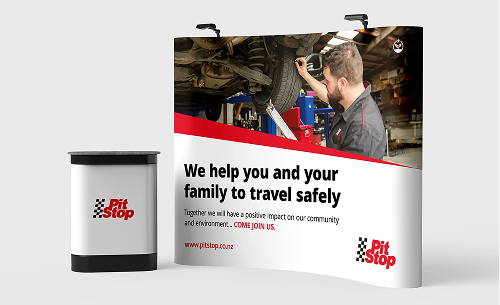 We help you and your
family to travel safely
Together we will have a positive impact on our community
and environment... COME JOIN US.
www.pitstop.co.nz
Pit
Stop
Pit
Stop